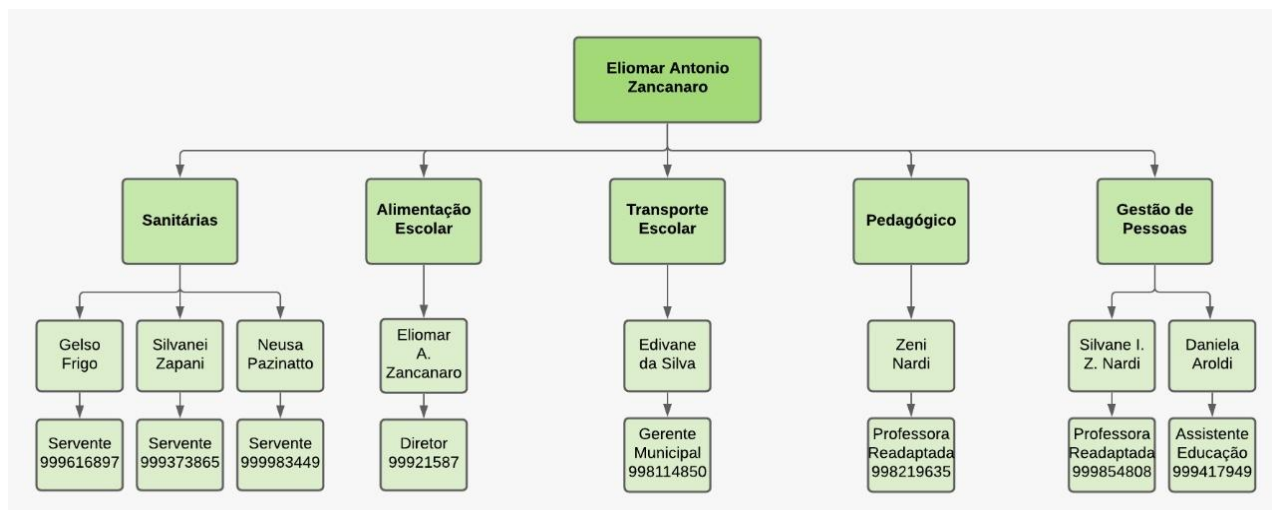 Eliomar Antonio
Zancanaro
Sanitárias
Alimentação
Escolar
Transporte
Escolar
Pedagógico
Gestão de
Pessoas
Gelso
Frigo
Silvanei
Zapani
Neusa
Pazinatto
Eliomar
A.
Zancanaro
Edivane
da Silva
Zeni
Nardi
Silvane I.
Z. Nardi
Daniela
Aroldi
Servente
999616897
Servente
999373865
Servente
999983449
Diretor
99921587
Gerente
Municipal
998114850
Professora
Readaptada
998219635
Professora
Readaptada
999854808
Assistente
Educação
999417949